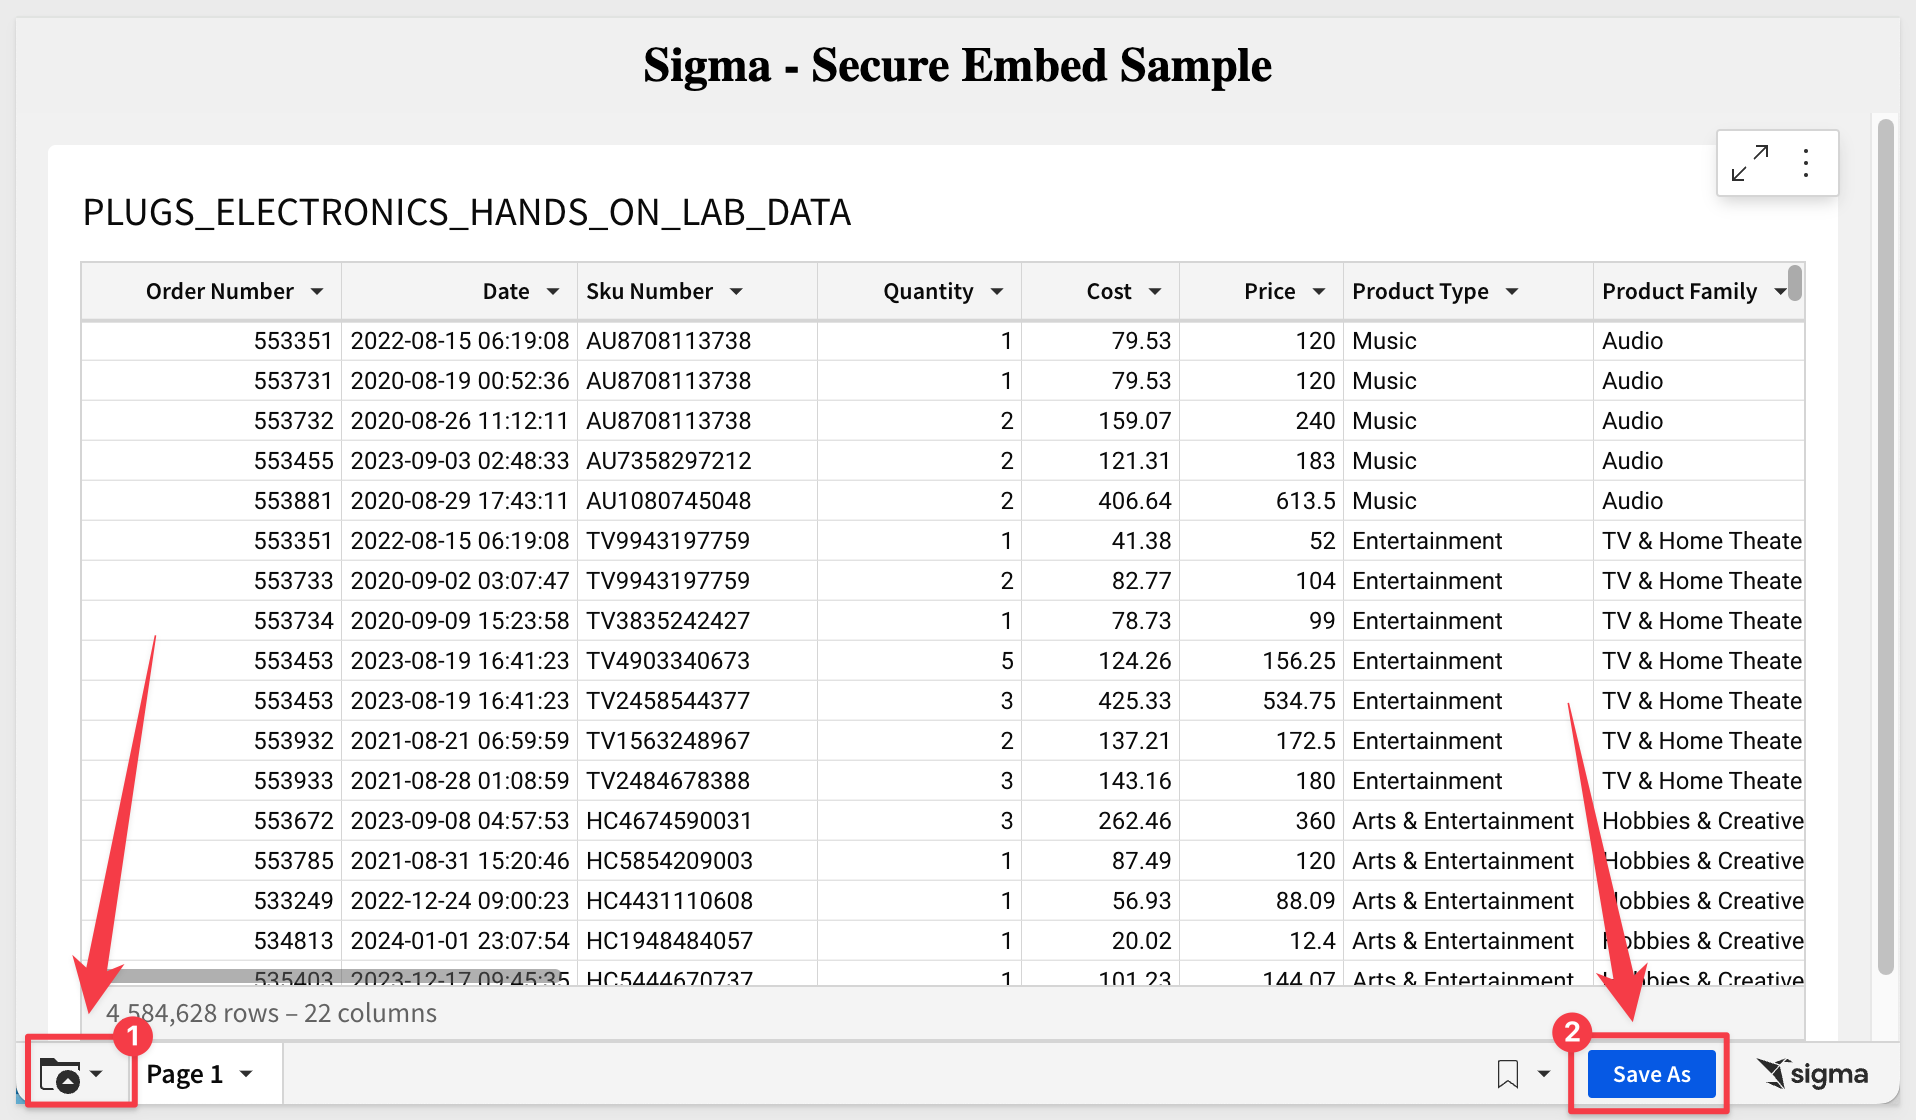 Sigma - Secure Embed Sample
PLUGS_ELECTRONICS_HANDS_ON_LAB_DATA
Order Number Date Sku Number Quantity Cost Price Product Type Product Family
553351 2022-08-15 06:19:08 AU8708113738 1 79.53 120 Music Audio
553731 2020-08-19 00:52:36 AU8708113738 1 79.53 120 Music Audio
553732 2020-08-26 11:12:11 AU8708113738 2 159.07 240 Music Audio
553455 2023-09-03 02:48:33 AU7358297212 2 121.31 183 Music Audio
553881 2020-08-29 17:43:11 AU1080745048 2 406.64 613.5 Music Audio
553351 2022-08-15 06:19:08 TV9943197759 1 41.38 52 Entertainment TV & Home Theate
553733 2020-09-02 03:07:47 TV9943197759 2 82.77 104 Entertainment TV & Home Theate
553734 2020-09-09 15:23:58 TV3835242427 1 78.73 99 Entertainment TV & Home Theate
553453 2023-08-19 16:41:23 TV4903340673 5 124.26 156.25 Entertainment TV & Home Theate
553453 2023-08-19 16:41:23 TV2458544377 3 425.33 534.75 Entertainment TV & Home Theate
553932 2021-08-21 06:59:59 TV1563248967 2 137.21 172.5 Entertainment TV & Home Theate
553933 2021-08-28 01:08:59 TV2484678388 3 143.16 180 Entertainment TV & Home Theate
553672 2023-09-08 04:57:53 HC4674590031 3 262.46 360 Arts & Entertainment Hobbies & Creative
553785 2021-08-31 15:20:46 HC5854209003 1 87.49 120 Arts & Entertainment Hobbies & Creative
533249 2022-12-24 09:00:23 HC4431110608 1 56.93 88.09 Arts & Entertainment Hobbies & Creative
534813 2024-01-01 23:07:54 HC1948484057 1 20.02 12.4 Arts & Entertainment Hobbies & Creative
535403 2023-12-17 09:45:35 HC5444670737 1 101.23 144.07 Arts & Entertainment Hobbies & Creative
4,584,628 rows – 22 columns
1
2
Page 1
Save As
sigma